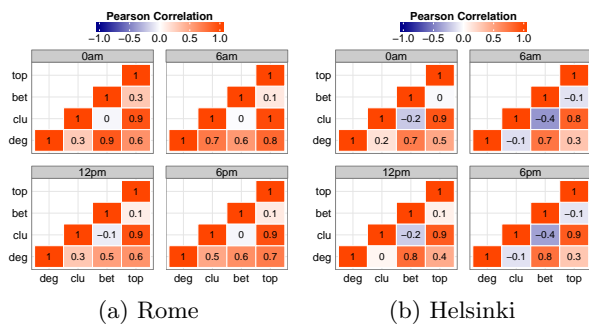 Pearson Correlation
−1.0 −0.5 0.0 0.5 1.0
0am 6am
top 1 1
bet 1 0.3 1 0.1
clu 1 0 0.9 1 0 1
deg 1 0.3 0.9 0.6 1 0.7 0.6 0.8
12pm 6pm
top 1 1
bet 1 0.1 1 0.1
clu 1 −0.1 0.9 1 0 0.9
deg 1 0.3 0.5 0.6 1 0.5 0.6 0.7
deg clu bet top deg clu bet top
(a) Rome
Pearson Correlation
−1.0 −0.5 0.0 0.5 1.0
0am 6am
top 1 1
bet 1 0 1 −0.1
clu 1 −0.2 0.9 1 −0.4 0.8
deg 1 0.2 0.7 0.5 1 −0.1 0.7 0.3
12pm 6pm
top 1 1
bet 1 0.1 1 −0.1
clu 1 −0.2 0.9 1 −0.4 0.9
deg 1 0 0.8 0.4 1 −0.1 0.8 0.3
deg clu bet top deg clu bet top
(b) Helsinki